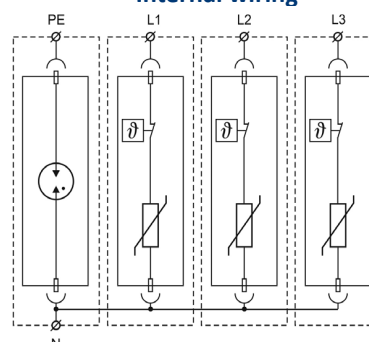 Internal wiring
PE L1 L2 L3
ϑ ϑ ϑ
N